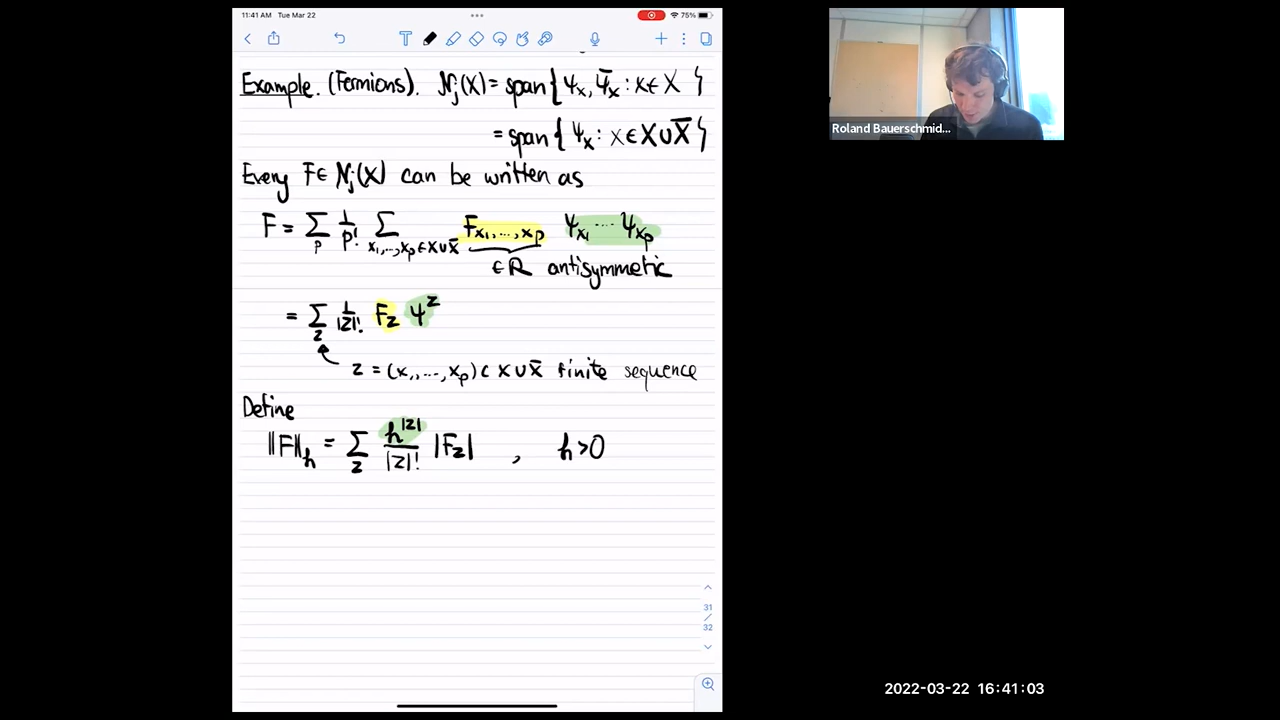 11:41 AM Tue Mar 22
75%
Example. (Fermions). N_j(X) = span{ψ_x, ψ̄_x : x ∈ X}
= span{ψ_x : x ∈ X ∪ X̄}
Every F ∈ N_j(X) can be written as
F = Σ_p 1/p! Σ_{x_1,...,x_p ∈ X∪X̄} F_{x_1,...,x_p} ψ_{x_1} ... ψ_{x_p}
∈ R antisymmetric
= Σ_z 1/|z|! F_z ψ^z
z = (x_1,...,x_p) ⊂ X ∪ X̄ finite sequence
Define
‖F‖_h = Σ_z h^{|z|}/|z|! |F_z| , h > 0
31
/
32
Roland Bauerschmid...
2022-03-22 16:41:03